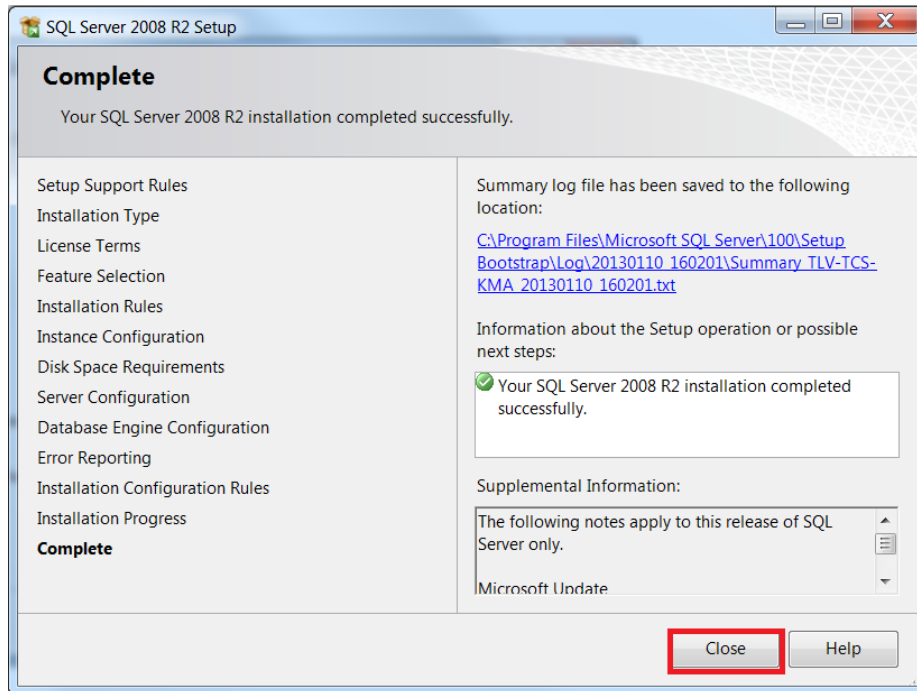 SQL Server 2008 R2 Setup
Complete
Your SQL Server 2008 R2 installation completed successfully.
Setup Support Rules
Installation Type
License Terms
Feature Selection
Installation Rules
Instance Configuration
Disk Space Requirements
Server Configuration
Database Engine Configuration
Error Reporting
Installation Configuration Rules
Installation Progress
Complete
Summary log file has been saved to the following
location:
C:\Program Files\Microsoft SQL Server\100\Setup
Bootstrap\Log\20130110_160201\Summary_TLV-TCS-
KMA_20130110_160201.txt
Information about the Setup operation or possible
next steps:
Your SQL Server 2008 R2 installation completed
successfully.
Supplemental Information:
The following notes apply to this release of SQL
Server only.
Microsoft Update
Close
Help